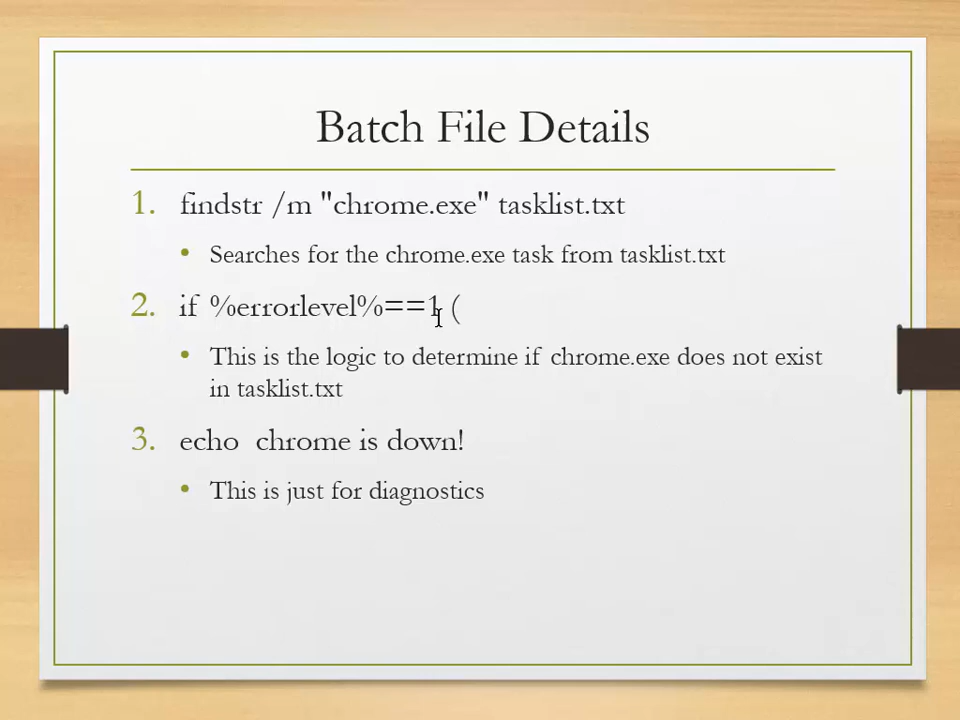 Batch File Details
1. findstr /m "chrome.exe" tasklist.txt
• Searches for the chrome.exe task from tasklist.txt
2. if %errorlevel%==1 (
• This is the logic to determine if chrome.exe does not exist
in tasklist.txt
3. echo chrome is down!
• This is just for diagnostics